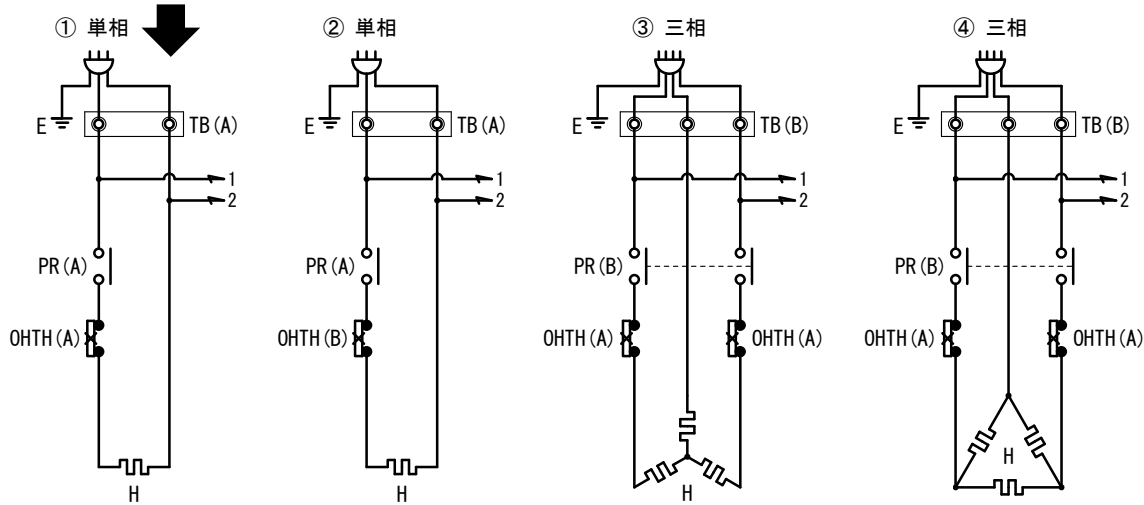 ① 単相
E
TB(A)
1
2
PR(A)
OHTH(A)
H
② 単相
E
TB(A)
1
2
PR(A)
OHTH(B)
H
③ 三相
E
TB(B)
1
2
PR(B)
OHTH(A)
OHTH(A)
H
④ 三相
E
TB(B)
1
2
PR(B)
OHTH(A)
OHTH(A)
H